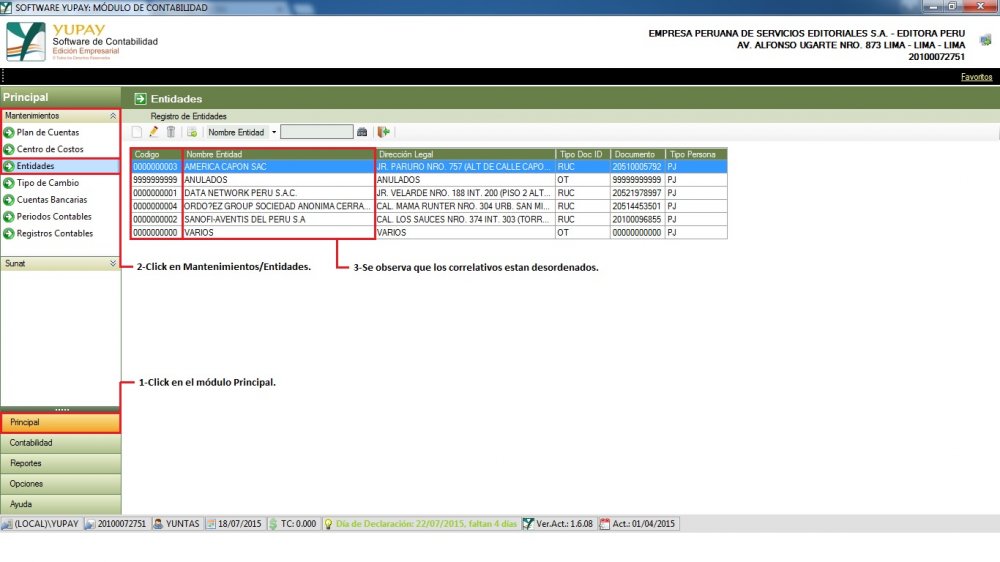 SOFTWARE YUPAY: MÓDULO DE CONTABILIDAD
YUPAY
Software de Contabilidad
Edición Empresarial
© Todos los Derechos Reservados
EMPRESA PERUANA DE SERVICIOS EDITORIALES S.A. - EDITORA PERU
AV. ALFONSO UGARTE NRO. 873 LIMA - LIMA - LIMA
20100072751
Favoritos
Principal
Entidades
Mantenimientos
Registro de Entidades
Plan de Cuentas
Centro de Costos
Entidades
Tipo de Cambio
Cuentas Bancarias
Periodos Contables
Registros Contables
Sunat
Nombre Entidad
Codigo Nombre Entidad Dirección Legal Tipo Doc ID Documento Tipo Persona
0000000003 AMERICA CAPON SAC JR. PARURO NRO. 757 (ALT DE CALLE CAPO... RUC 20510005792 PJ
9999999999 ANULADOS ANULADOS OT 99999999999 PJ
0000000001 DATA NETWORK PERU S.A.C. JR. VELARDE NRO. 188 INT. 200 (PISO 2 ALT... RUC 20521978997 PJ
0000000004 ORDO?EZ GROUP SOCIEDAD ANONIMA CERRA... CAL. MAMA RUNTER NRO. 304 URB. SAN MI... RUC 20514453501 PJ
0000000002 SANOFI-AVENTIS DEL PERU S.A CAL. LOS SAUCES NRO. 374 INT. 303 (TORR... RUC 20100096855 PJ
0000000000 VARIOS VARIOS OT 00000000000 PJ
2-Click en Mantenimientos/Entidades.
3-Se observa que los correlativos estan desordenados.
1-Click en el módulo Principal.
Principal
Contabilidad
Reportes
Opciones
Ayuda
(LOCAL)\YUPAY 20100072751 YUNTAS 18/07/2015 TC: 0.000 Día de Declaración: 22/07/2015, faltan 4 días Ver.Act.: 1.6.08 Act.: 01/04/2015